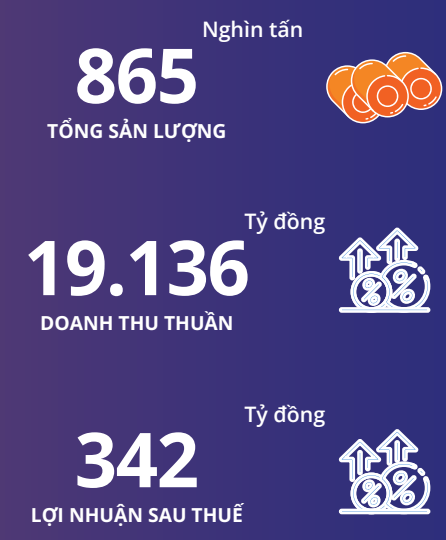 Nghìn tấn
865
TỔNG SẢN LƯỢNG
Tỷ đồng
19.136
DOANH THU THUẦN
Tỷ đồng
342
LỢI NHUẬN SAU THUẾ